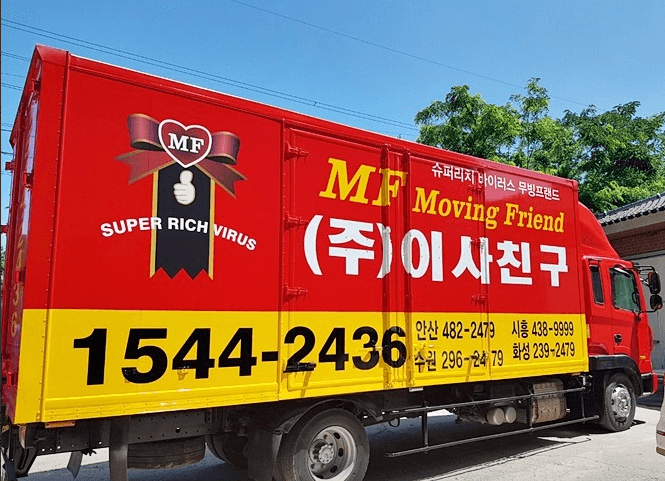 MF
SUPER RICH VIRUS
슈퍼리지 바이러스 무빙프랜드
MF Moving Friend
(주)이사친구
1544-2436
안산 482-2479 시흥 438-9999
수원 296-2479 화성 239-2479